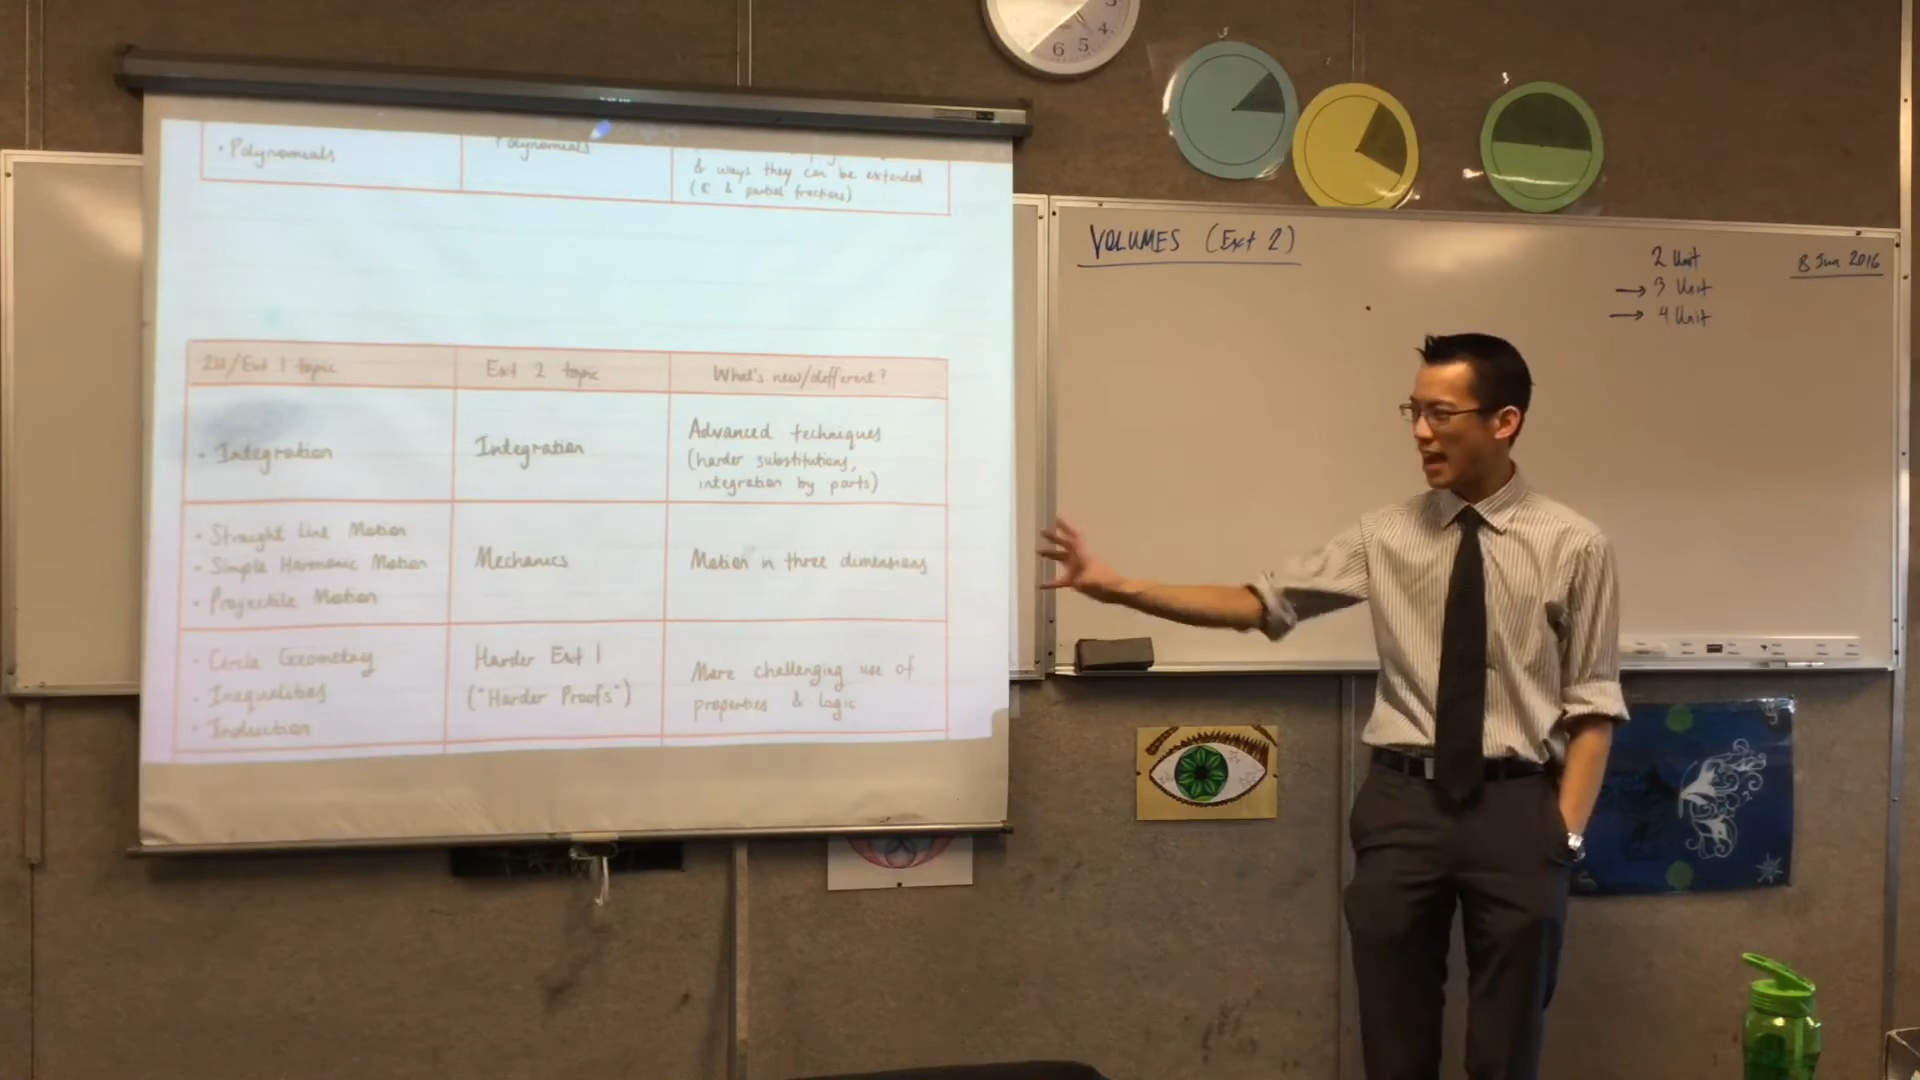 • Polynomials
Polynomials
& ways they can be extended
(ℂ & partial fractions)
2U/Ext 1 topic
Ext 2 topic
What's new/different?
• Integration
Integration
Advanced techniques
(harder substitutions,
integration by parts)
• Straight Line Motion
• Simple Harmonic Motion
• Projectile Motion
Mechanics
Motion in three dimensions
• Circle Geometry
• Inequalities
• Induction
Harder Ext 1
("Harder Proofs")
More challenging use of
properties & logic
VOLUMES (Ext 2)
2 Unit
→ 3 Unit
→ 4 Unit
8 Jun 2016
6 5 4